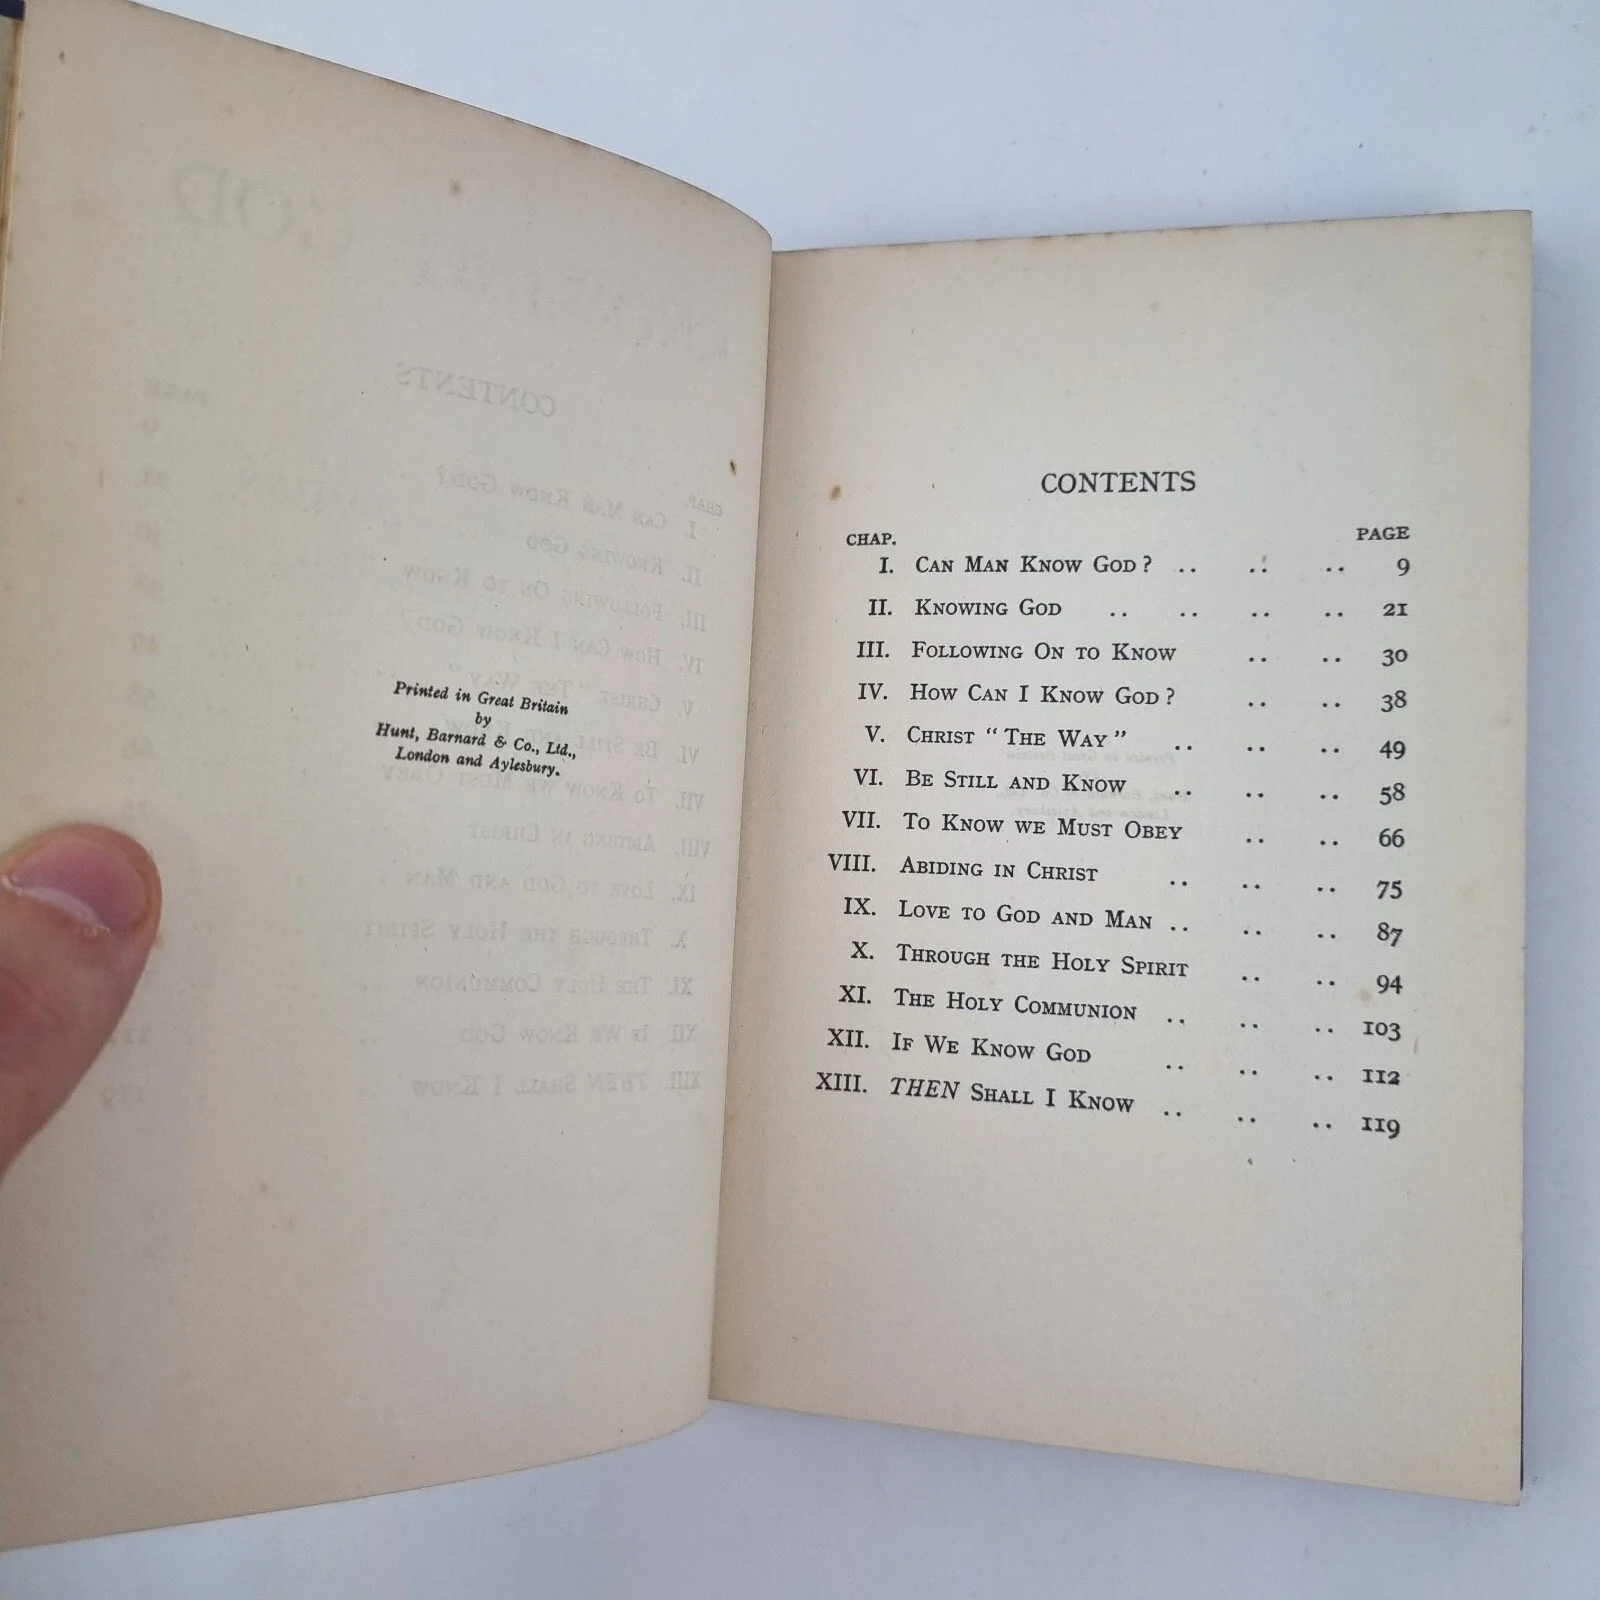 Printed in Great Britain
by
Hunt, Barnard & Co., Ltd.,
London and Aylesbury.
CONTENTS
CHAP. PAGE
I. CAN MAN KNOW GOD? .. .. .. 9
II. KNOWING GOD .. .. .. .. 21
III. FOLLOWING ON TO KNOW .. .. 30
IV. HOW CAN I KNOW GOD? .. .. 38
V. CHRIST "THE WAY" .. .. .. 49
VI. BE STILL AND KNOW .. .. .. 58
VII. TO KNOW WE MUST OBEY .. .. 66
VIII. ABIDING IN CHRIST .. .. .. 75
IX. LOVE TO GOD AND MAN .. .. .. 87
X. THROUGH THE HOLY SPIRIT .. .. 94
XI. THE HOLY COMMUNION .. .. .. 103
XII. IF WE KNOW GOD .. .. .. 112
XIII. THEN SHALL I KNOW .. .. .. 119